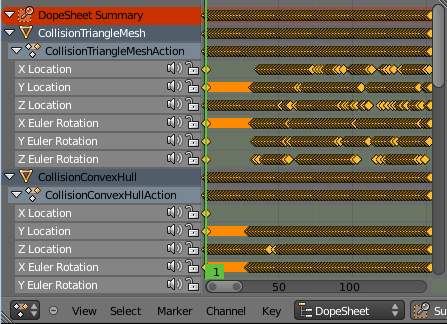 DopeSheet Summary
CollisionTriangleMesh
CollisionTriangleMeshAction
X Location
Y Location
Z Location
X Euler Rotation
Y Euler Rotation
Z Euler Rotation
CollisionConvexHull
CollisionConvexHullAction
X Location
Y Location
Z Location
X Euler Rotation
Y Euler Rotation
1
50 100
View Select Marker Channel Key DopeSheet Su